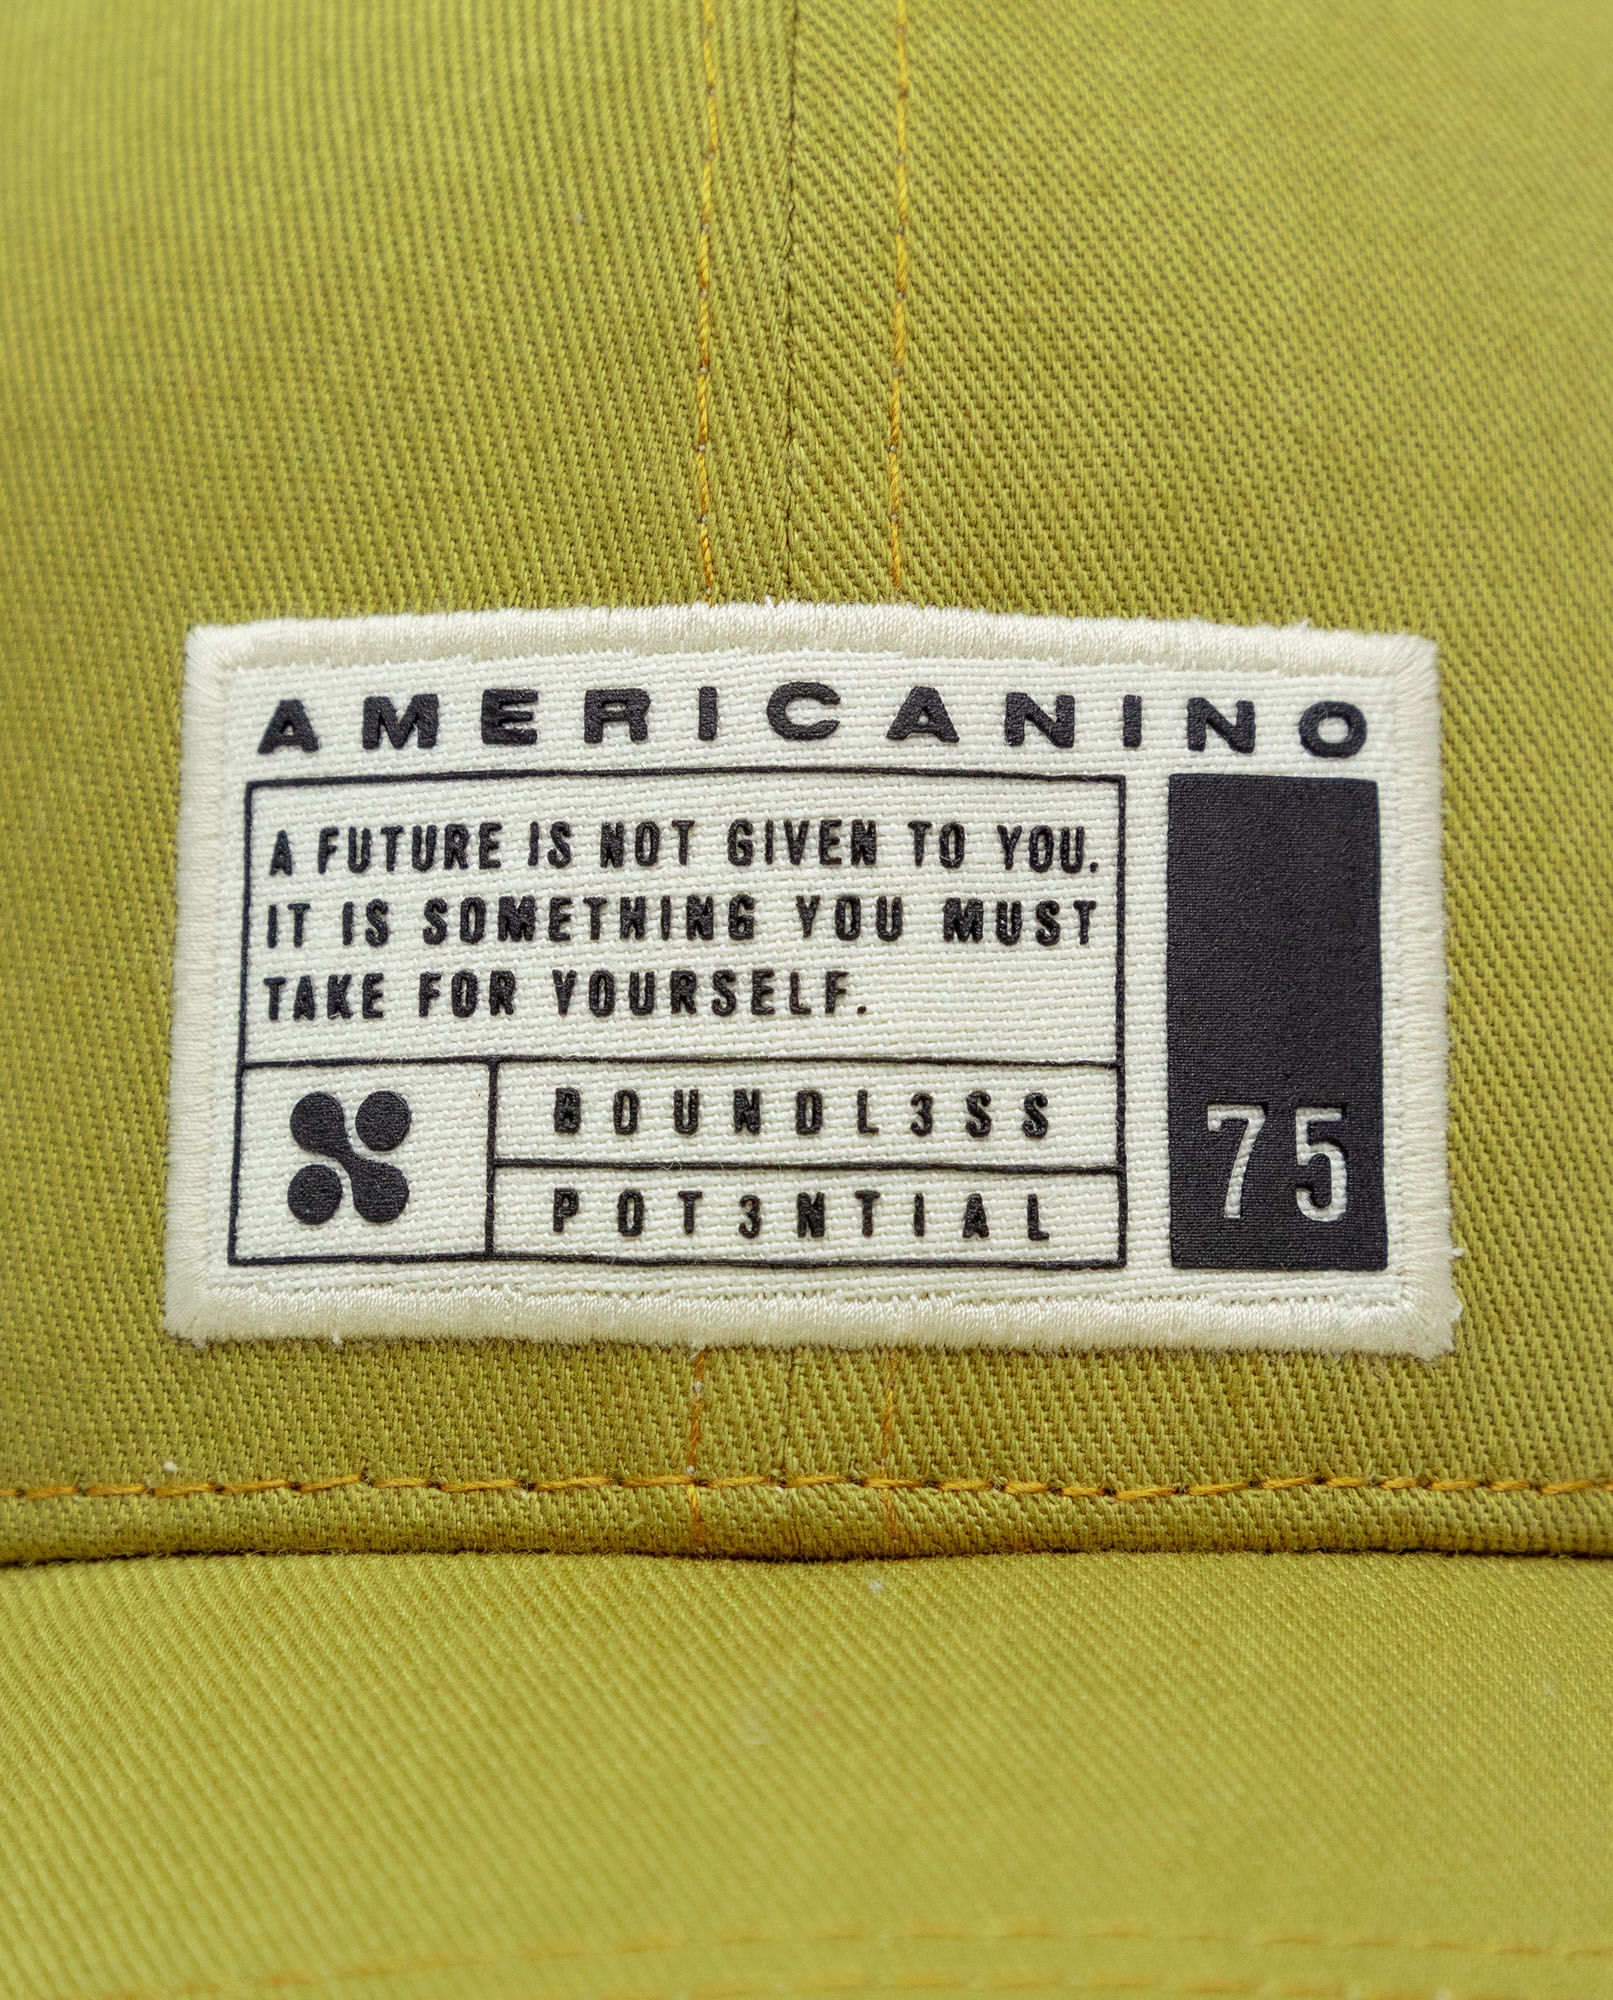 AMERICANINO
A FUTURE IS NOT GIVEN TO YOU.
IT IS SOMETHING YOU MUST
TAKE FOR YOURSELF.
BOUNDL3SS
POT3NTIAL
75